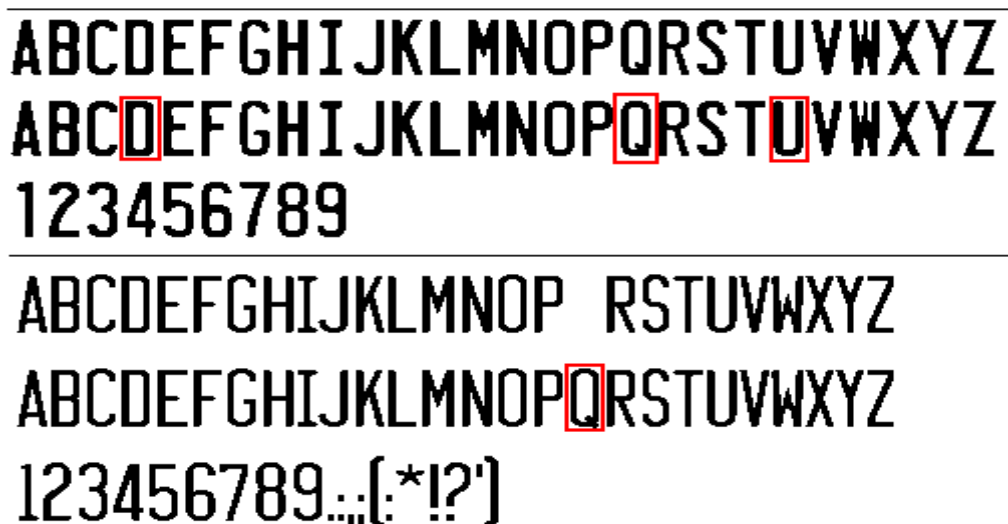 ABCDEFGHIJKLMNOPQRSTUVWXYZ
ABCDEFGHIJKLMNOPQRSTUVWXYZ
123456789
ABCDEFGHIJKLMNOP RSTUVWXYZ
ABCDEFGHIJKLMNOPQRSTUVWXYZ
123456789.:,;(:*!?')